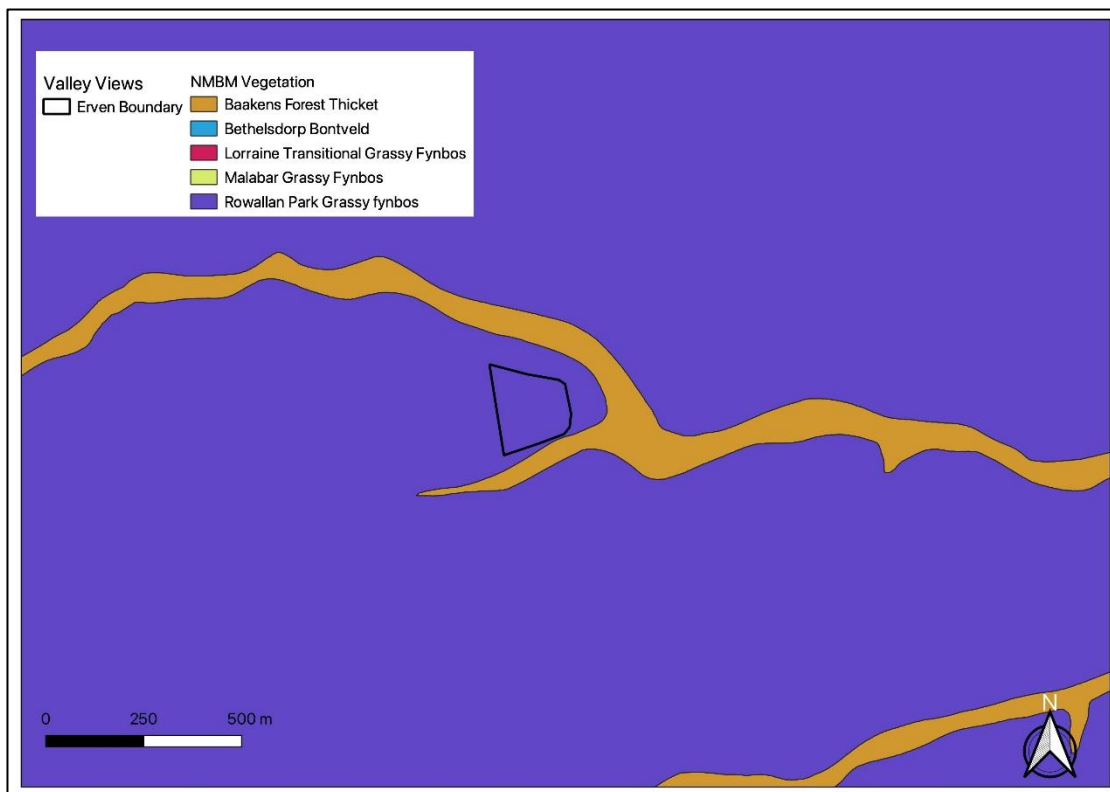 Valley Views
Erven Boundary
NMBM Vegetation
Baakens Forest Thicket
Bethelsdorp Bontveld
Lorraine Transitional Grassy Fynbos
Malabar Grassy Fynbos
Rowallan Park Grassy fynbos
0 250 500 m
N